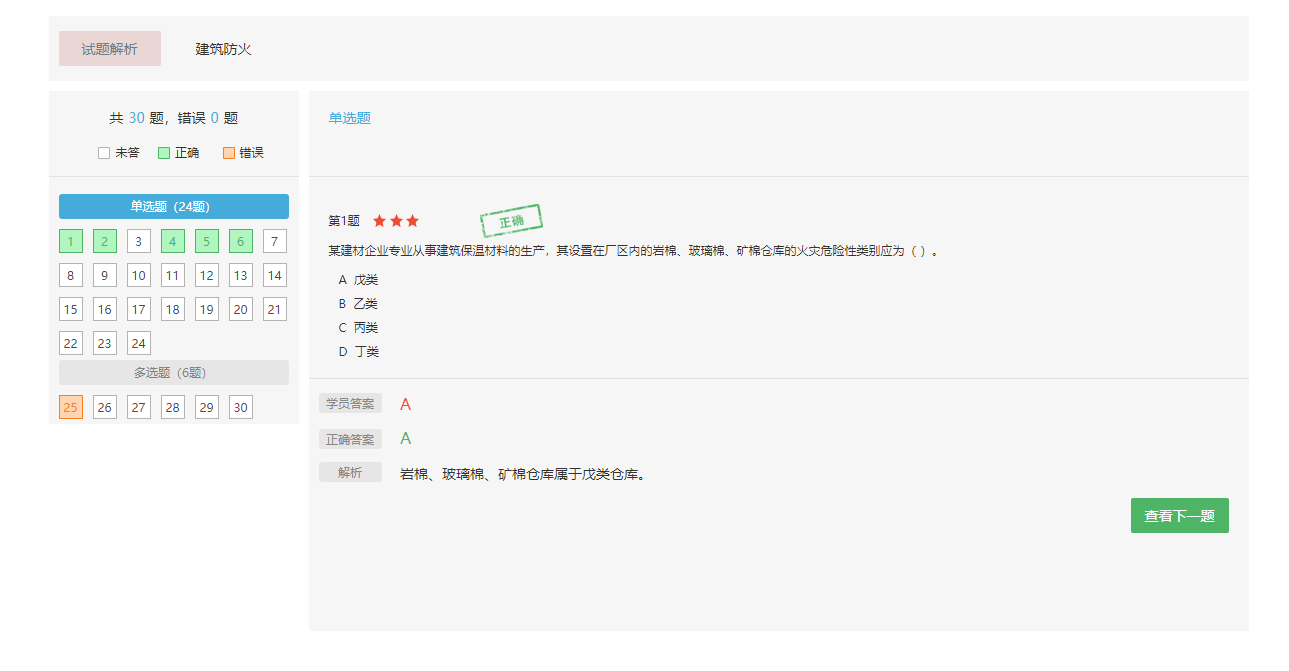 试题解析 建筑防火
共 30 题，错误 0 题
未答 正确 错误
单选题（24题）
1 2 3 4 5 6 7
8 9 10 11 12 13 14
15 16 17 18 19 20 21
22 23 24
多选题（6题）
25 26 27 28 29 30
单选题
第1题 正确
某建材企业专业从事建筑保温材料的生产，其设置在厂区内的岩棉、玻璃棉、矿棉仓库的火灾危险性类别应为（ ）。
A 戊类
B 乙类
C 丙类
D 丁类
学员答案 A
正确答案 A
解析 岩棉、玻璃棉、矿棉仓库属于戊类仓库。
查看下一题